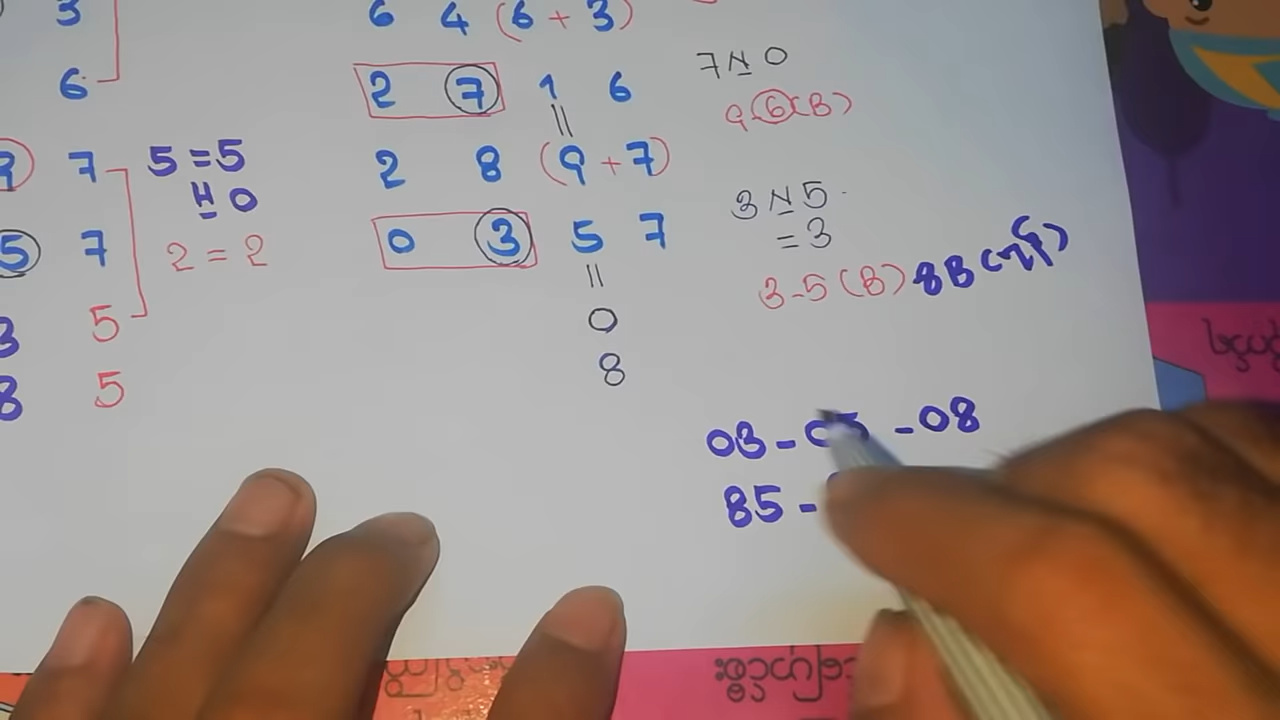 3 6 4 (6 + 3)
6 2 7 1 6 7 N 0
||
9-6(B)
7 5 = 5 2 8 (9 + 7)
N 0 3 N 5
5 7 2 = 2 0 3 5 7 = 3
|| 3-5(B) 8B
3 5 0
8 5 8
03 - 05 - 08
85 -